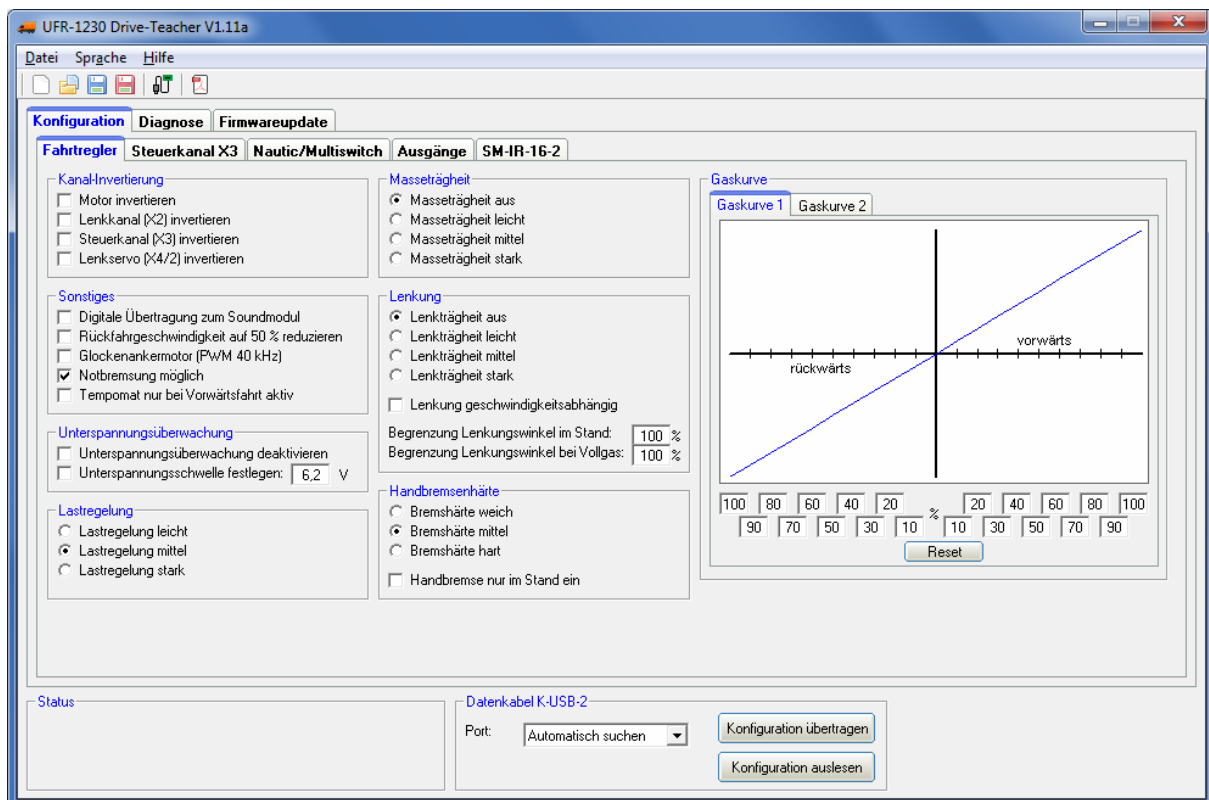 UFR-1230 Drive-Teacher V1.11a
Datei Sprache Hilfe
Konfiguration Diagnose Firmwareupdate
Fahrtregler Steuerkanal X3 Nautic/Multiswitch Ausgänge SM-IR-16-2
Kanal-Invertierung
Motor invertieren
Lenkkanal (X2) invertieren
Steuerkanal (X3) invertieren
Lenkservo (X4/2) invertieren
Sonstiges
Digitale Übertragung zum Soundmodul
Rückfahrgeschwindigkeit auf 50 % reduzieren
Glockenankermotor (PWM 40 kHz)
Notbremsung möglich
Tempomat nur bei Vorwärtsfahrt aktiv
Unterspannungsüberwachung
Unterspannungsüberwachung deaktivieren
Unterspannungsschwelle festlegen: 6,2 V
Lastregelung
Lastregelung leicht
Lastregelung mittel
Lastregelung stark
Masseträgheit
Masseträgheit aus
Masseträgheit leicht
Masseträgheit mittel
Masseträgheit stark
Lenkung
Lenkträgheit aus
Lenkträgheit leicht
Lenkträgheit mittel
Lenkträgheit stark
Lenkung geschwindigkeitsabhängig
Begrenzung Lenkungswinkel im Stand: 100 %
Begrenzung Lenkungswinkel bei Vollgas: 100 %
Handbremsenhärte
Bremshärte weich
Bremshärte mittel
Bremshärte hart
Handbremse nur im Stand ein
Gaskurve
Gaskurve 1 Gaskurve 2
vorwärts
rückwärts
100 80 60 40 20 % 20 40 60 80 100
90 70 50 30 10 10 30 50 70 90
Reset
Status
Datenkabel K-USB-2
Port: Automatisch suchen
Konfiguration übertragen
Konfiguration auslesen